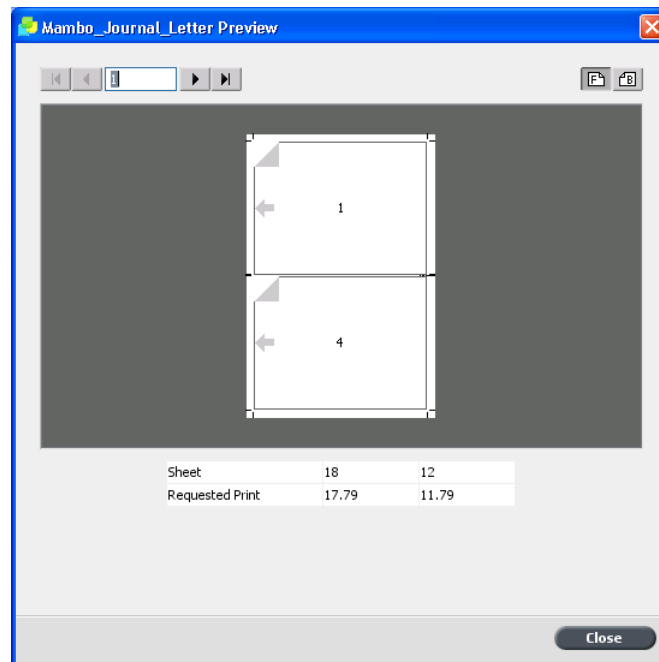 Mambo_Journal_Letter Preview
1
F B
1
4
Sheet 18 12
Requested Print 17.79 11.79
Close